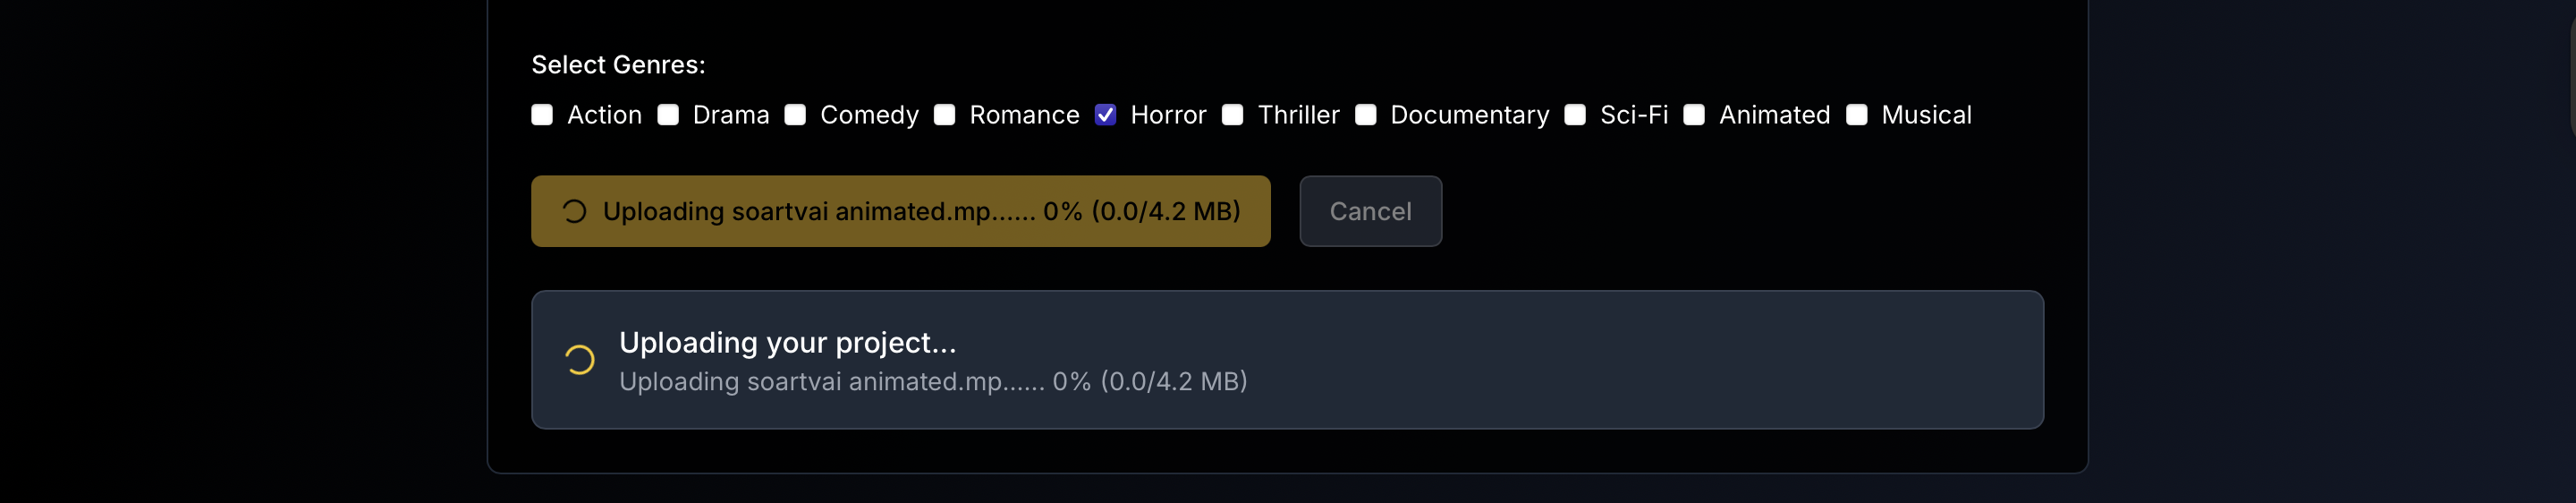 Select Genres:
Action Drama Comedy Romance Horror Thriller Documentary Sci-Fi Animated Musical
Uploading soartvai animated.mp...... 0% (0.0/4.2 MB) Cancel
Uploading your project...
Uploading soartvai animated.mp...... 0% (0.0/4.2 MB)